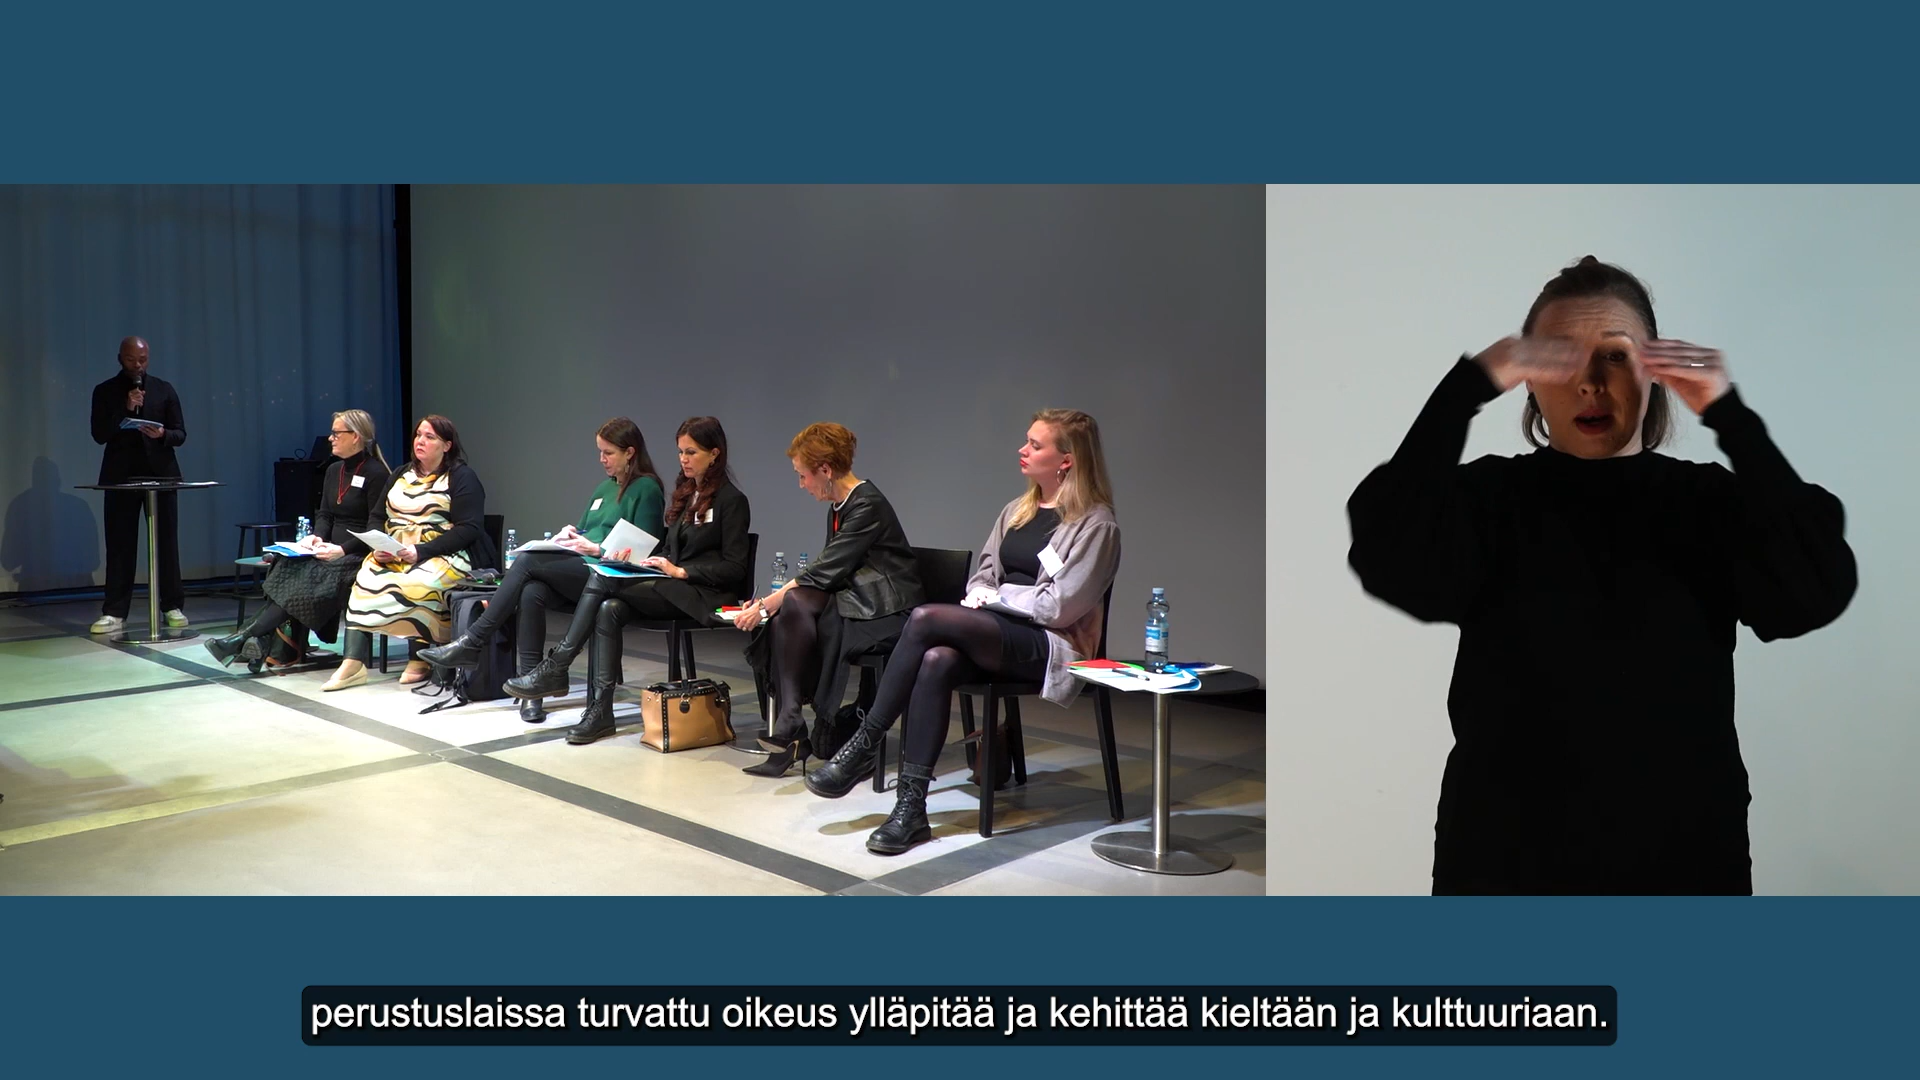 perustuslaissa turvattu oikeus ylläpitää ja kehittää kieltään ja kulttuuriaan.